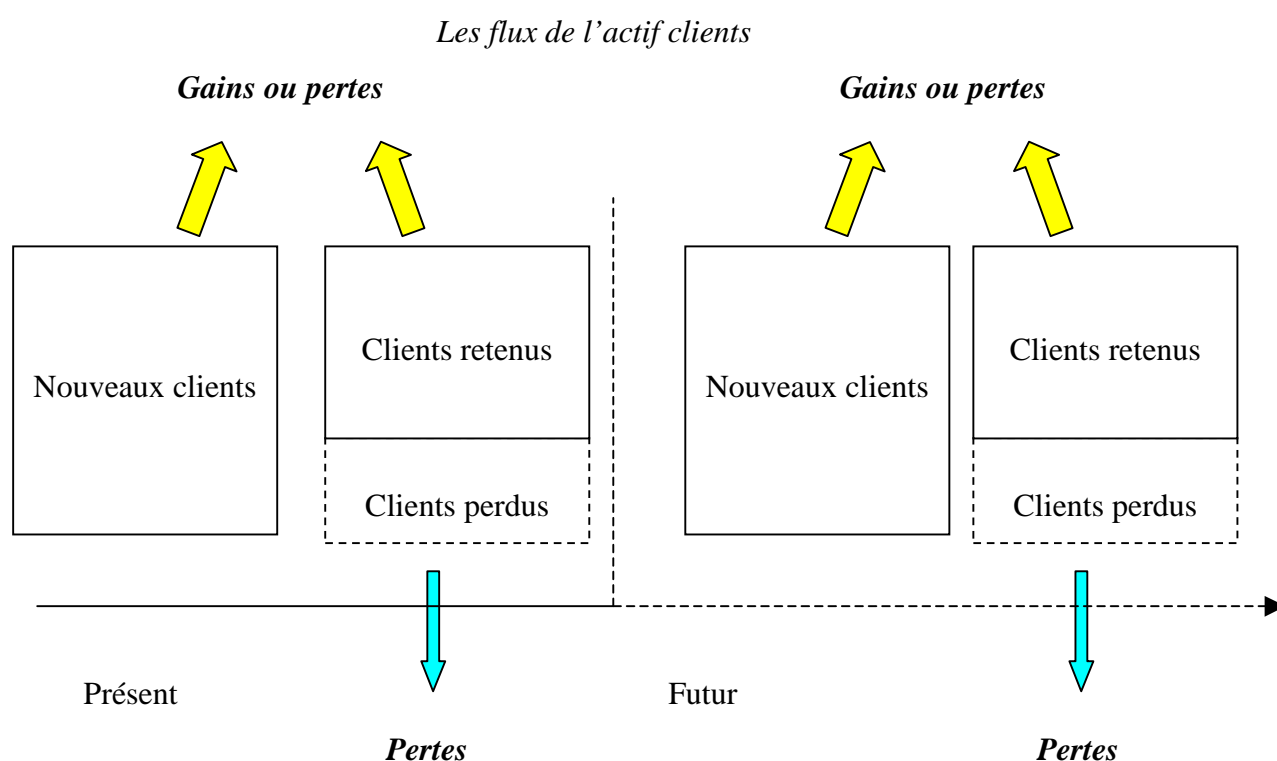 Les flux de l’actif clients
Gains ou pertes
Gains ou pertes
Nouveaux clients
Clients retenus
Clients perdus
Nouveaux clients
Clients retenus
Clients perdus
Présent
Futur
Pertes
Pertes